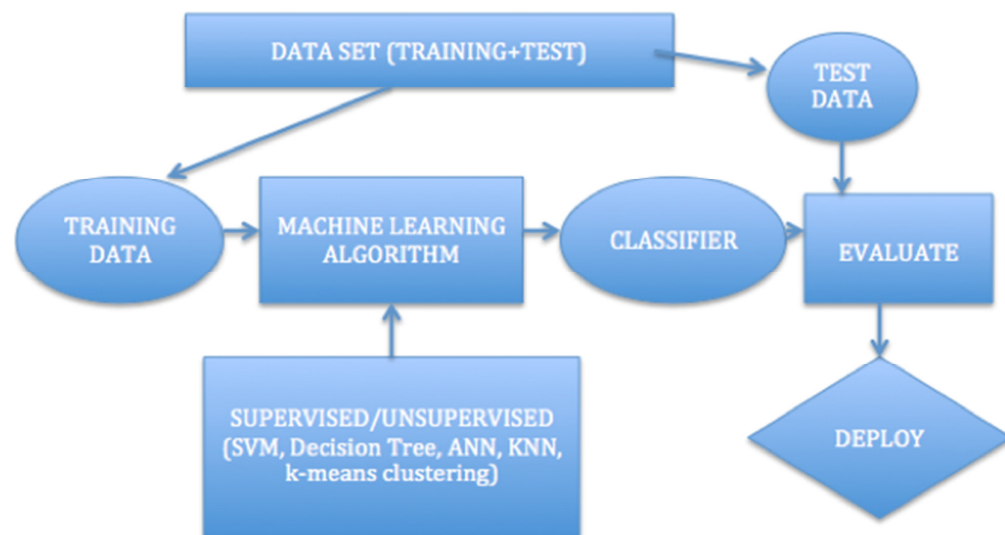 DATA SET (TRAINING+TEST)
TEST
DATA
TRAINING
DATA
MACHINE LEARNING
ALGORITHM
CLASSIFIER
EVALUATE
SUPERVISED/UNSUPERVISED
(SVM, Decision Tree, ANN, KNN,
k-means clustering)
DEPLOY